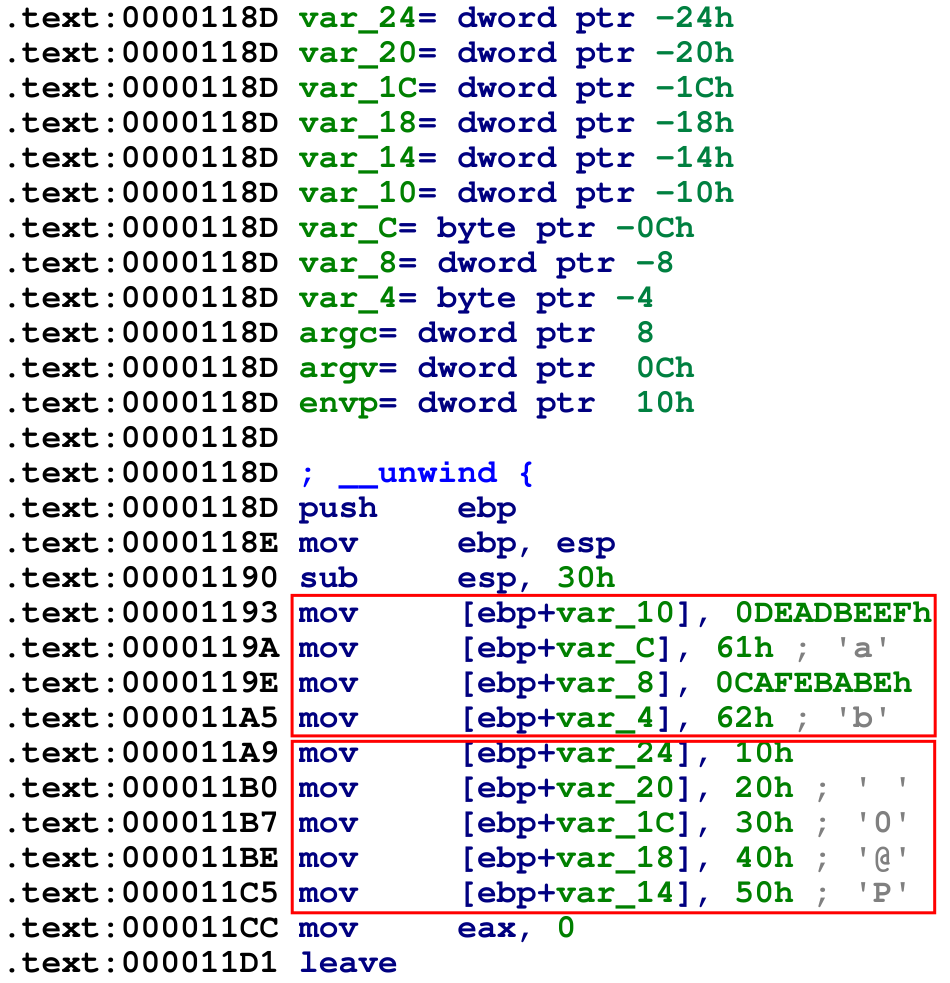 .text:0000118D var_24= dword ptr -24h
.text:0000118D var_20= dword ptr -20h
.text:0000118D var_1C= dword ptr -1Ch
.text:0000118D var_18= dword ptr -18h
.text:0000118D var_14= dword ptr -14h
.text:0000118D var_10= dword ptr -10h
.text:0000118D var_C= byte ptr -0Ch
.text:0000118D var_8= dword ptr -8
.text:0000118D var_4= byte ptr -4
.text:0000118D argc= dword ptr  8
.text:0000118D argv= dword ptr  0Ch
.text:0000118D envp= dword ptr  10h
.text:0000118D
.text:0000118D ; __unwind {
.text:0000118D push    ebp
.text:0000118E mov     ebp, esp
.text:00001190 sub     esp, 30h
.text:00001193 mov     [ebp+var_10], 0DEADBEEFh
.text:0000119A mov     [ebp+var_C], 61h ; 'a'
.text:0000119E mov     [ebp+var_8], 0CAFEBABEh
.text:000011A5 mov     [ebp+var_4], 62h ; 'b'
.text:000011A9 mov     [ebp+var_24], 10h
.text:000011B0 mov     [ebp+var_20], 20h ; ' '
.text:000011B7 mov     [ebp+var_1C], 30h ; '0'
.text:000011BE mov     [ebp+var_18], 40h ; '@'
.text:000011C5 mov     [ebp+var_14], 50h ; 'P'
.text:000011CC mov     eax, 0
.text:000011D1 leave